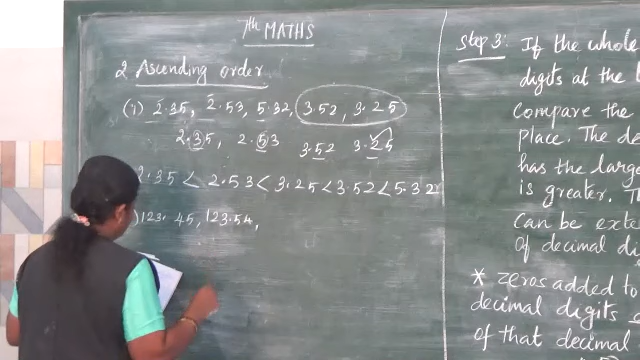 7th MATHS
2 Ascending order
(1) 2.35, 2.53, 5.32, 3.52, 3.25
2.35, 2.53 3.52 3.25
2.35 < 2.53 < 3.25 < 3.52 < 5.32
) 123.45, 123.54,
Step 3: If the whole
digits at the
Compare the
place. The de
has the large
is greater. Th
can be exte
of decimal di
* zeros added to
decimal digits
of that decimal